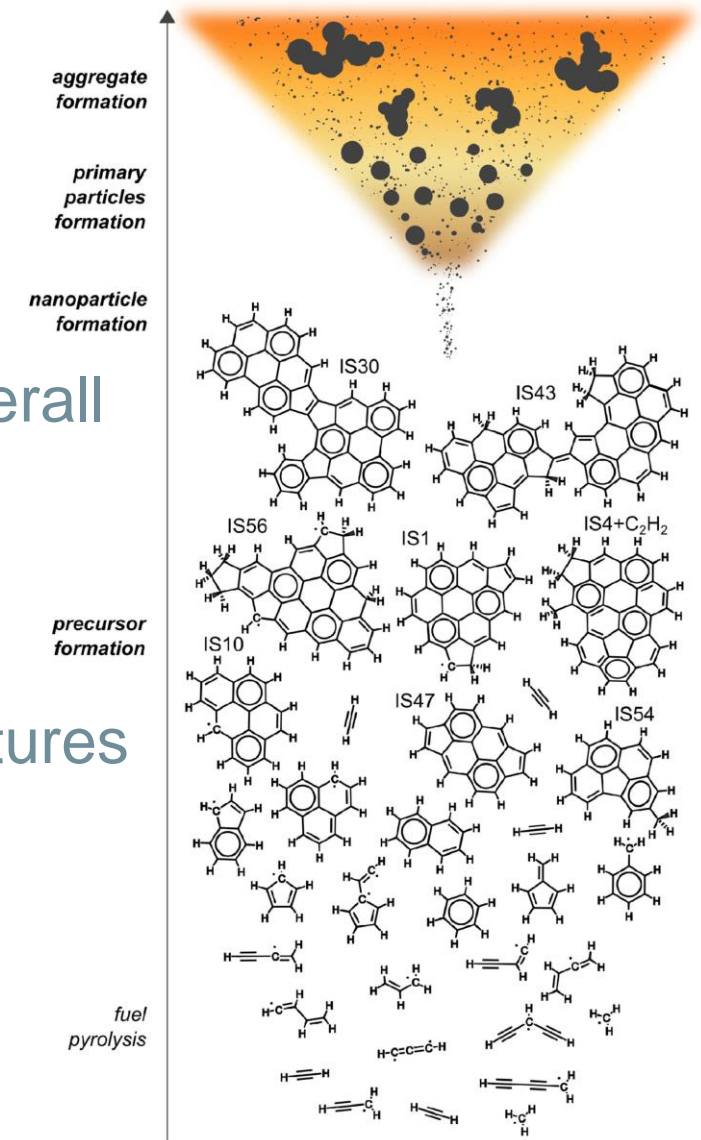 aggregate
formation
primary
particles
formation
nanoparticle
formation
IS30
erall
IS43
IS56
IS1
IS4+C₂H₂
precursor
formation
IS10
IS47
tures
IS54
fuel
pyrolysis